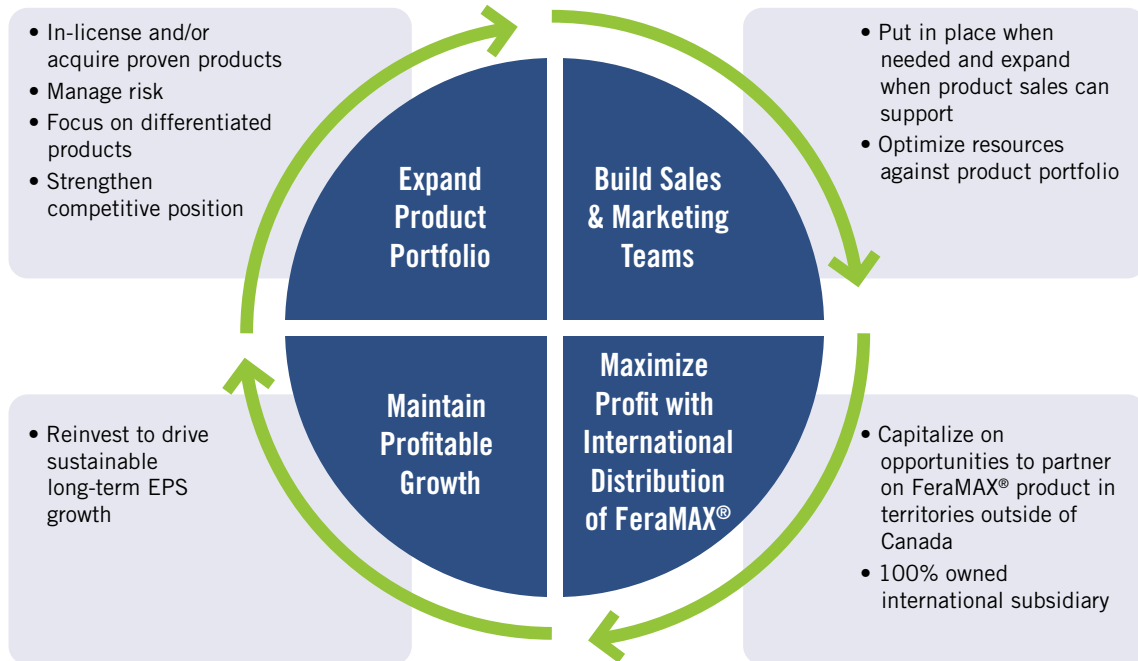 • In-license and/or
acquire proven products
• Manage risk
• Focus on differentiated
products
• Strengthen
competitive position
Expand
Product
Portfolio
Build Sales
& Marketing
Teams
• Put in place when
needed and expand
when product sales can
support
• Optimize resources
against product portfolio
• Reinvest to drive
sustainable
long-term EPS
growth
Maintain
Profitable
Growth
Maximize
Profit with
International
Distribution
of FeraMAX®
• Capitalize on
opportunities to partner
on FeraMAX® product in
territories outside of
Canada
• 100% owned
international subsidiary